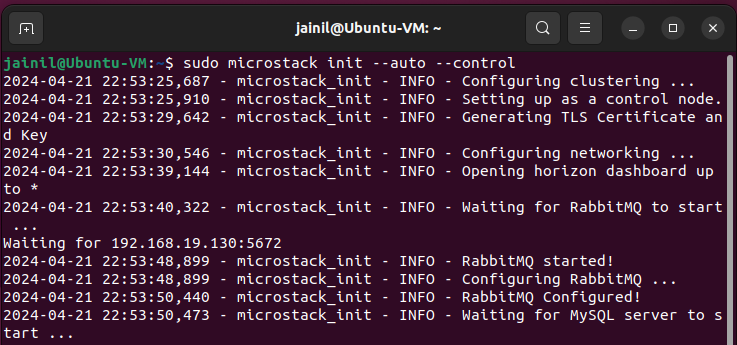 jainil@Ubuntu-VM: ~
jainil@Ubuntu-VM:~$ sudo microstack init --auto --control
2024-04-21 22:53:25,687 - microstack_init - INFO - Configuring clustering ...
2024-04-21 22:53:25,910 - microstack_init - INFO - Setting up as a control node.
2024-04-21 22:53:29,642 - microstack_init - INFO - Generating TLS Certificate an
d Key
2024-04-21 22:53:30,546 - microstack_init - INFO - Configuring networking ...
2024-04-21 22:53:39,144 - microstack_init - INFO - Opening horizon dashboard up
to *
2024-04-21 22:53:40,322 - microstack_init - INFO - Waiting for RabbitMQ to start
 ...
Waiting for 192.168.19.130:5672
2024-04-21 22:53:48,899 - microstack_init - INFO - RabbitMQ started!
2024-04-21 22:53:48,899 - microstack_init - INFO - Configuring RabbitMQ ...
2024-04-21 22:53:50,440 - microstack_init - INFO - RabbitMQ Configured!
2024-04-21 22:53:50,473 - microstack_init - INFO - Waiting for MySQL server to s
tart ...